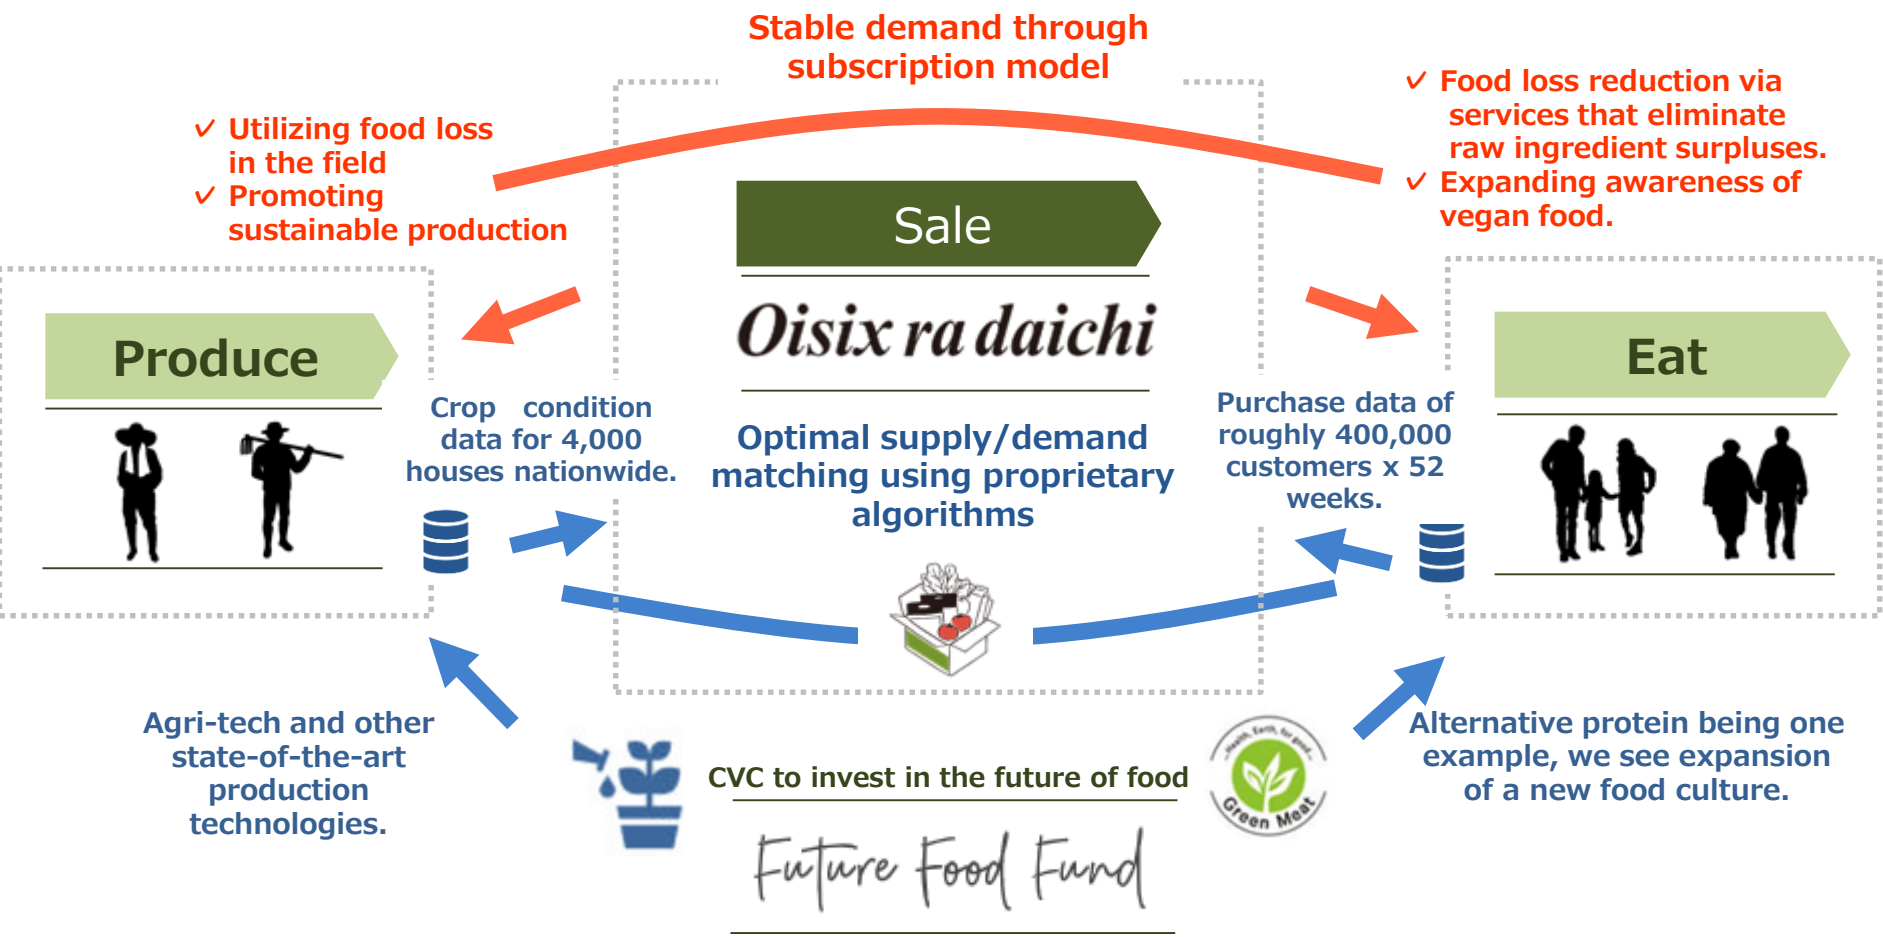 Stable demand through
subscription model
✓ Utilizing food loss
in the field
✓ Promoting
sustainable production
✓ Food loss reduction via
services that eliminate
raw ingredient surpluses.
✓ Expanding awareness of
vegan food.
Sale
Oisix ra daichi
Produce
Eat
Crop condition
data for 4,000
houses nationwide.
Optimal supply/demand
matching using proprietary
algorithms
Purchase data of
roughly 400,000
customers x 52
weeks.
Agri-tech and other
state-of-the-art
production
technologies.
CVC to invest in the future of food
Future Food Fund
Health, Earth, for good
Green Meat
Alternative protein being one
example, we see expansion
of a new food culture.